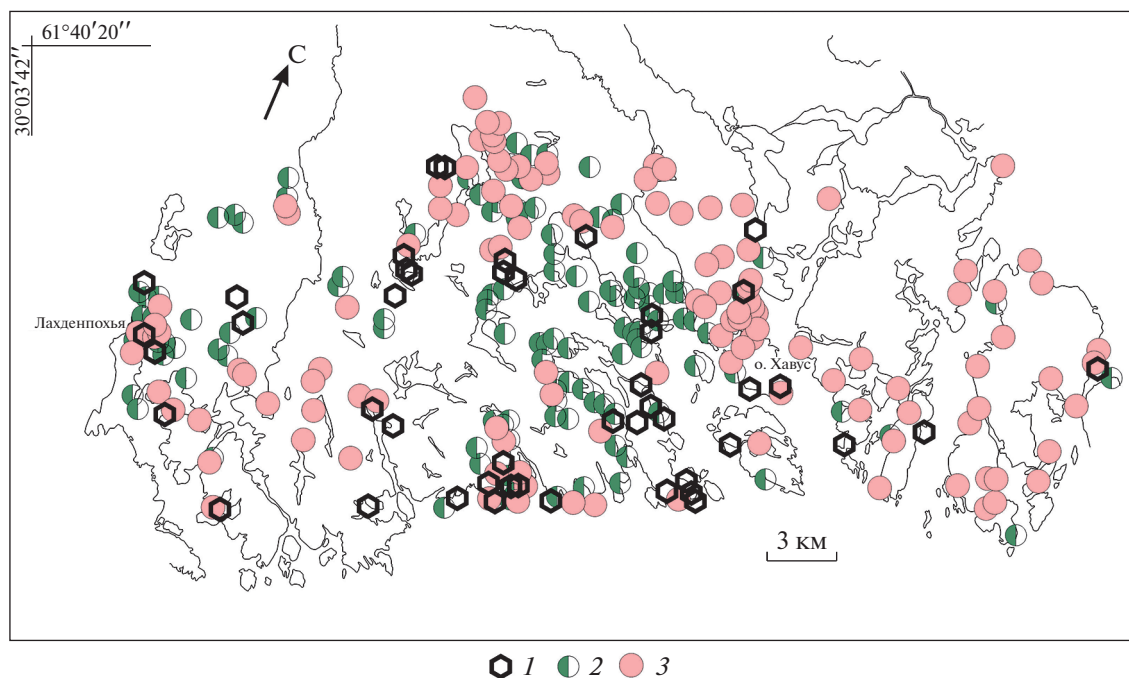 61°40′20″
30°03′42″
С
Лахденпохья
о. Хавус
3 км
1 2 3